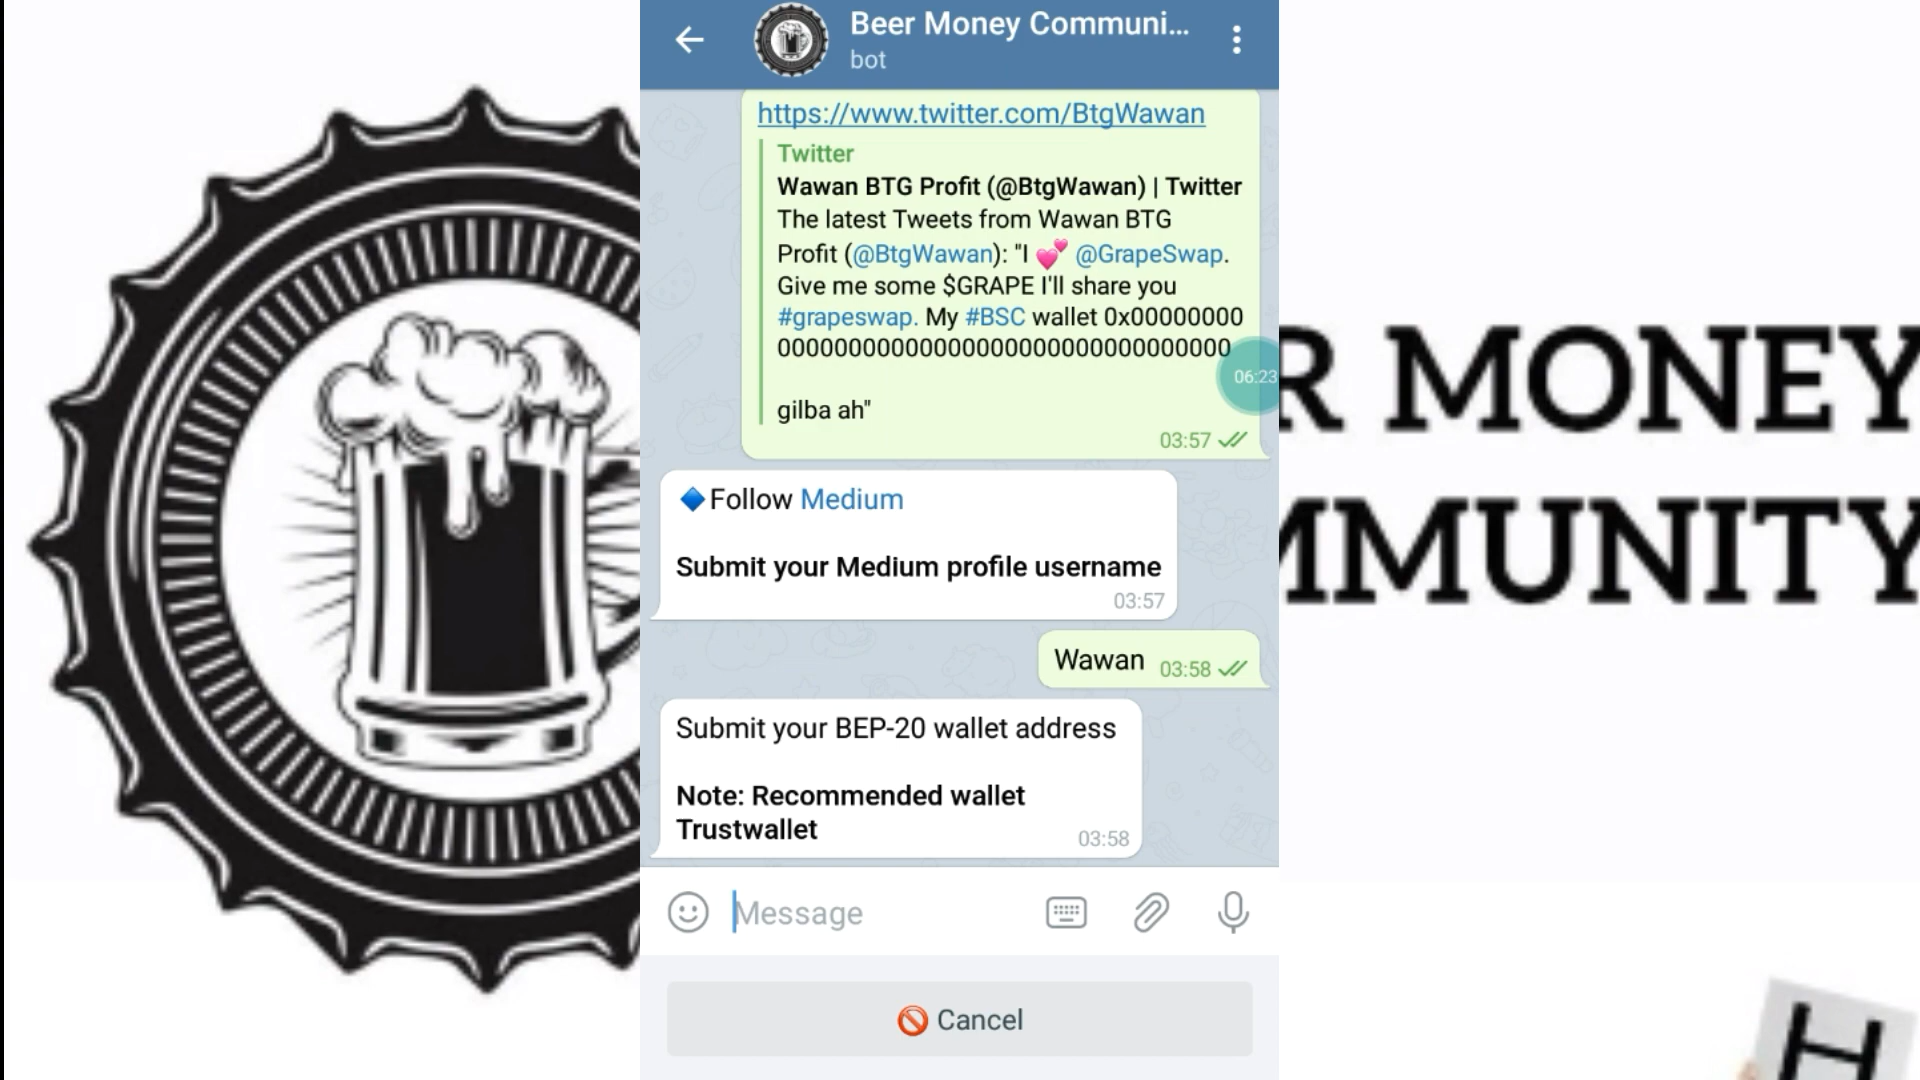 Beer Money Communi...
bot
https://www.twitter.com/BtgWawan
Twitter
Wawan BTG Profit (@BtgWawan) | Twitter
The latest Tweets from Wawan BTG
Profit (@BtgWawan): "I 💕 @GrapeSwap.
Give me some $GRAPE I'll share you
#grapeswap. My #BSC wallet 0x00000000
00000000000000000000000000000000
06:23
gilba ah"
03:57
🔷Follow Medium
Submit your Medium profile username
03:57
Wawan 03:58
Submit your BEP-20 wallet address
Note: Recommended wallet
Trustwallet
03:58
Message
🚫 Cancel
R MONEY
MMUNITY
H